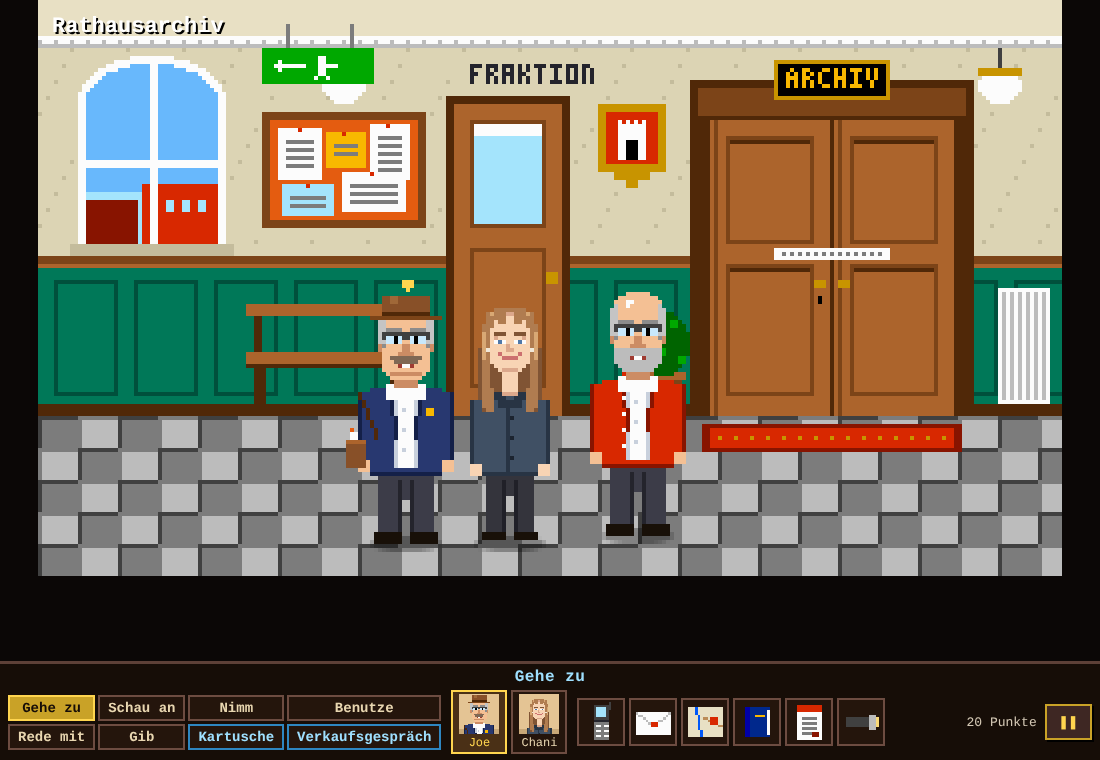 Rathausarchiv
FRAKTION
ARCHIV
Gehe zu
Gehe zu
Schau an
Nimm
Benutze
Rede mit
Gib
Kartusche
Verkaufsgespräch
Joe
Chani
20 Punkte